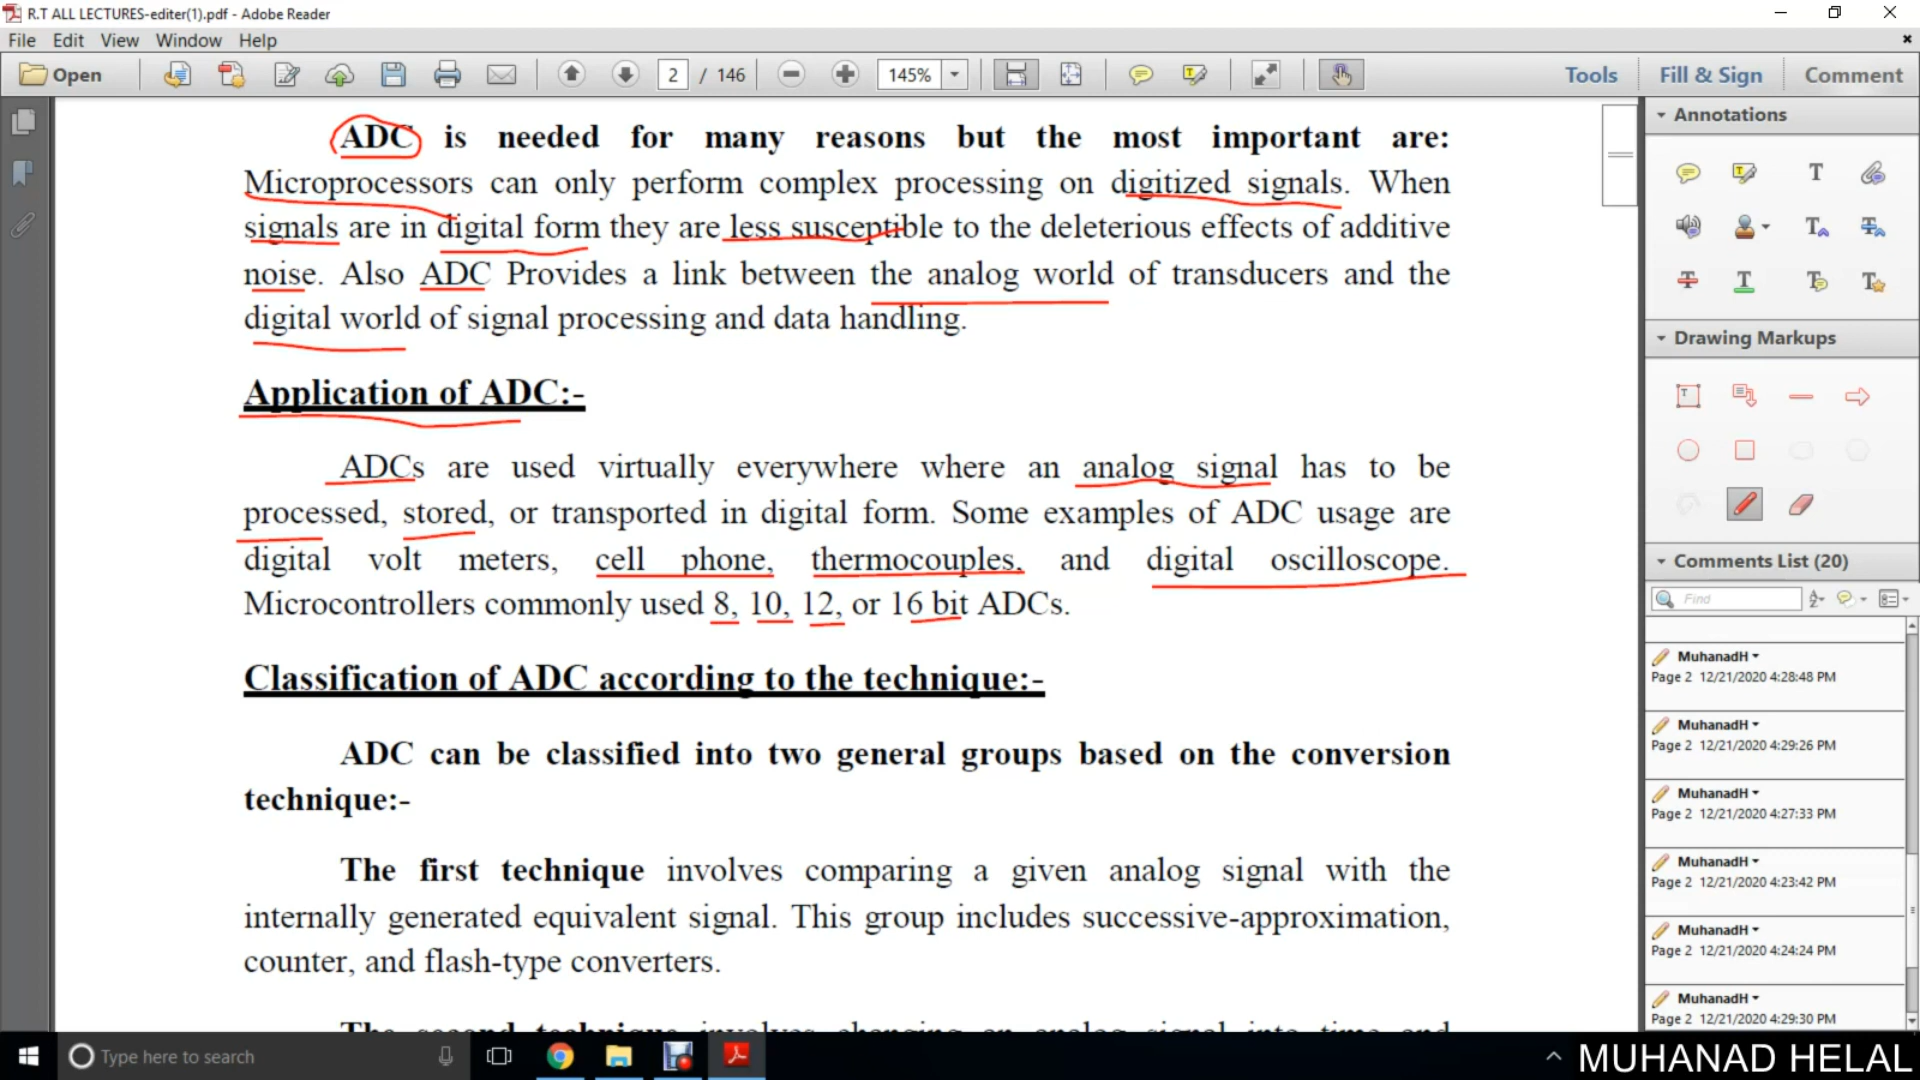 R.T ALL LECTURES-editer(1).pdf - Adobe Reader
File Edit View Window Help
Open 2 / 146 145% Tools Fill & Sign Comment
ADC is needed for many reasons but the most important are:
Microprocessors can only perform complex processing on digitized signals. When
signals are in digital form they are less susceptible to the deleterious effects of additive
noise. Also ADC Provides a link between the analog world of transducers and the
digital world of signal processing and data handling.
Application of ADC:-
ADCs are used virtually everywhere where an analog signal has to be
processed, stored, or transported in digital form. Some examples of ADC usage are
digital volt meters, cell phone, thermocouples, and digital oscilloscope.
Microcontrollers commonly used 8, 10, 12, or 16 bit ADCs.
Classification of ADC according to the technique:-
ADC can be classified into two general groups based on the conversion
technique:-
The first technique involves comparing a given analog signal with the
internally generated equivalent signal. This group includes successive-approximation,
counter, and flash-type converters.
The second technique involves changing an analog signal into time and
Annotations
Drawing Markups
Comments List (20)
Find
MuhanadH
Page 2 12/21/2020 4:28:48 PM
MuhanadH
Page 2 12/21/2020 4:29:26 PM
MuhanadH
Page 2 12/21/2020 4:27:33 PM
MuhanadH
Page 2 12/21/2020 4:23:42 PM
MuhanadH
Page 2 12/21/2020 4:24:24 PM
MuhanadH
Page 2 12/21/2020 4:29:30 PM
Type here to search
MUHANAD HELAL